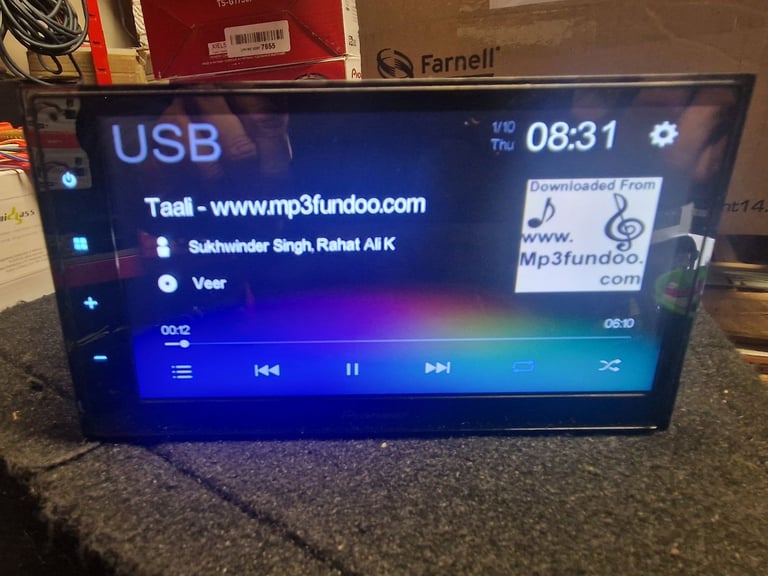 7655
Farnell
USB
1/10
Thu
08:31
Taali - www.mp3fundoo.com
Sukhwinder Singh, Rahat Ali K
Veer
Downloaded From
www.
Mp3fundoo.
com
00:12
06:10
Pioneer